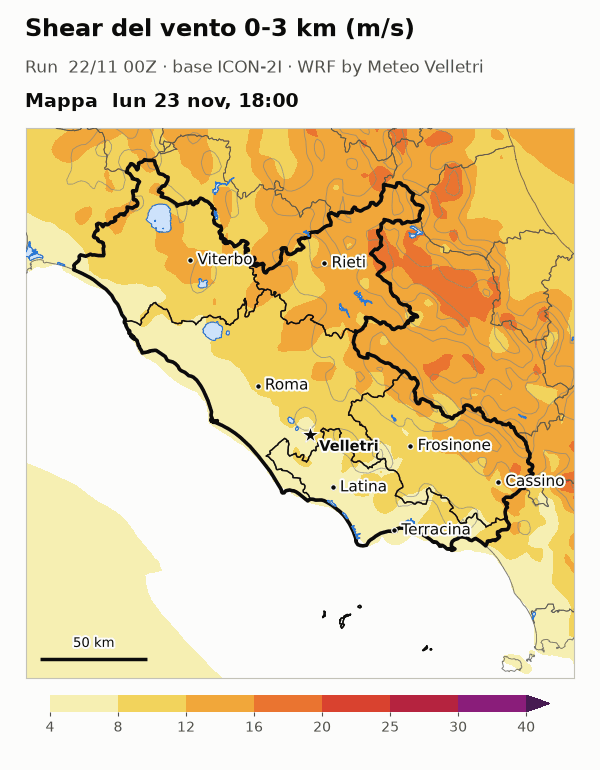 Shear del vento 0-3 km (m/s)
Run 22/11 00Z · base ICON-2I · WRF by Meteo Velletri
Mappa lun 23 nov, 18:00
Viterbo
Rieti
Roma
Velletri
Frosinone
Latina
Cassino
Terracina
50 km
4 8 12 16 20 25 30 40